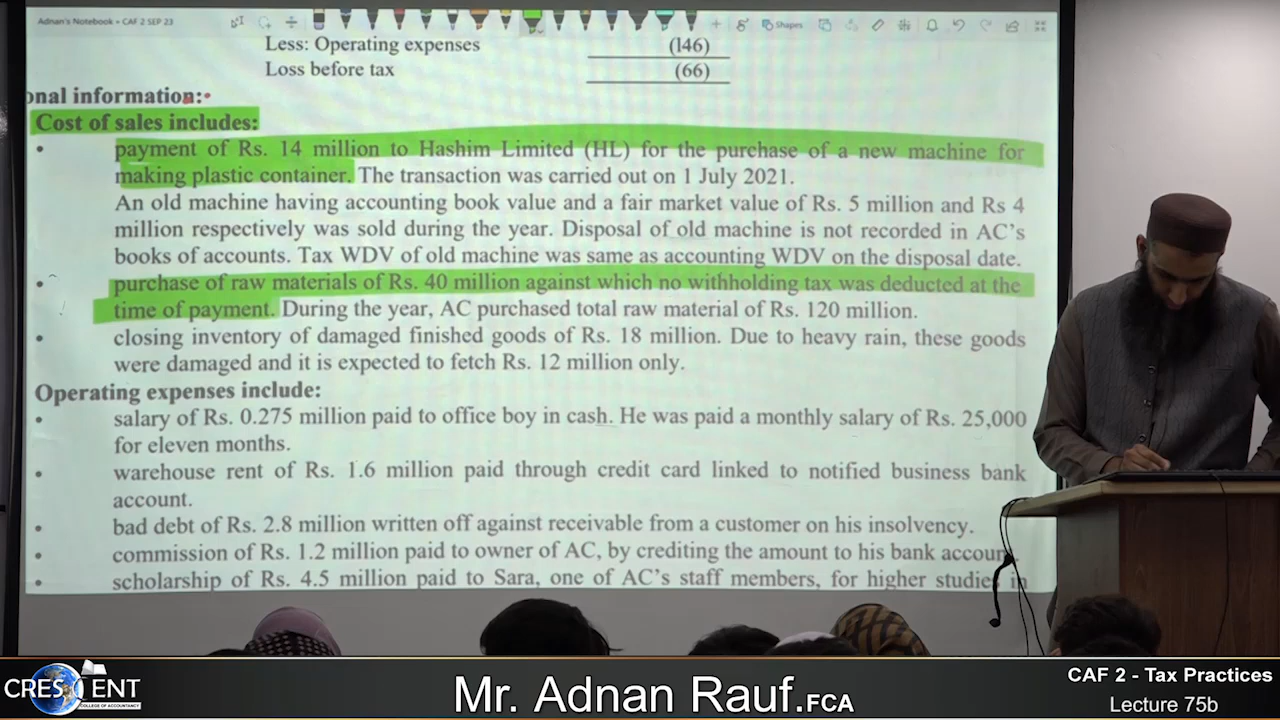 Adnan's Notebook » CAF 2 SEP 23
Shapes
Less: Operating expenses (146)
Loss before tax (66)
onal information:
Cost of sales includes:
• payment of Rs. 14 million to Hashim Limited (HL) for the purchase of a new machine for
making plastic container. The transaction was carried out on 1 July 2021.
An old machine having accounting book value and a fair market value of Rs. 5 million and Rs 4
million respectively was sold during the year. Disposal of old machine is not recorded in AC's
books of accounts. Tax WDV of old machine was same as accounting WDV on the disposal date.
• purchase of raw materials of Rs. 40 million against which no withholding tax was deducted at the
time of payment. During the year, AC purchased total raw material of Rs. 120 million.
• closing inventory of damaged finished goods of Rs. 18 million. Due to heavy rain, these goods
were damaged and it is expected to fetch Rs. 12 million only.
Operating expenses include:
• salary of Rs. 0.275 million paid to office boy in cash. He was paid a monthly salary of Rs. 25,000
for eleven months.
• warehouse rent of Rs. 1.6 million paid through credit card linked to notified business bank
account.
• bad debt of Rs. 2.8 million written off against receivable from a customer on his insolvency.
• commission of Rs. 1.2 million paid to owner of AC, by crediting the amount to his bank account.
• scholarship of Rs. 4.5 million paid to Sara, one of AC's staff members, for higher studies in
CRESCENT
COLLEGE OF ACCOUNTANCY
Mr. Adnan Rauf.FCA
CAF 2 - Tax Practices
Lecture 75b